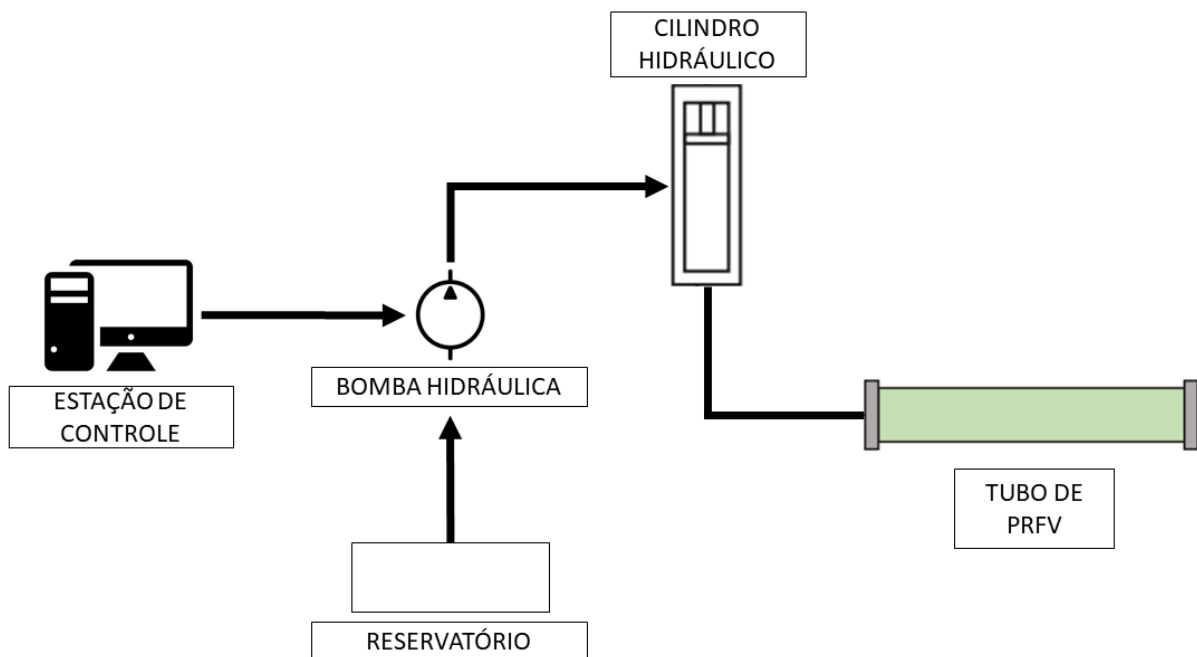 CILINDRO
HIDRÁULICO
BOMBA HIDRÁULICA
ESTAÇÃO DE
CONTROLE
TUBO DE
PRFV
RESERVATÓRIO